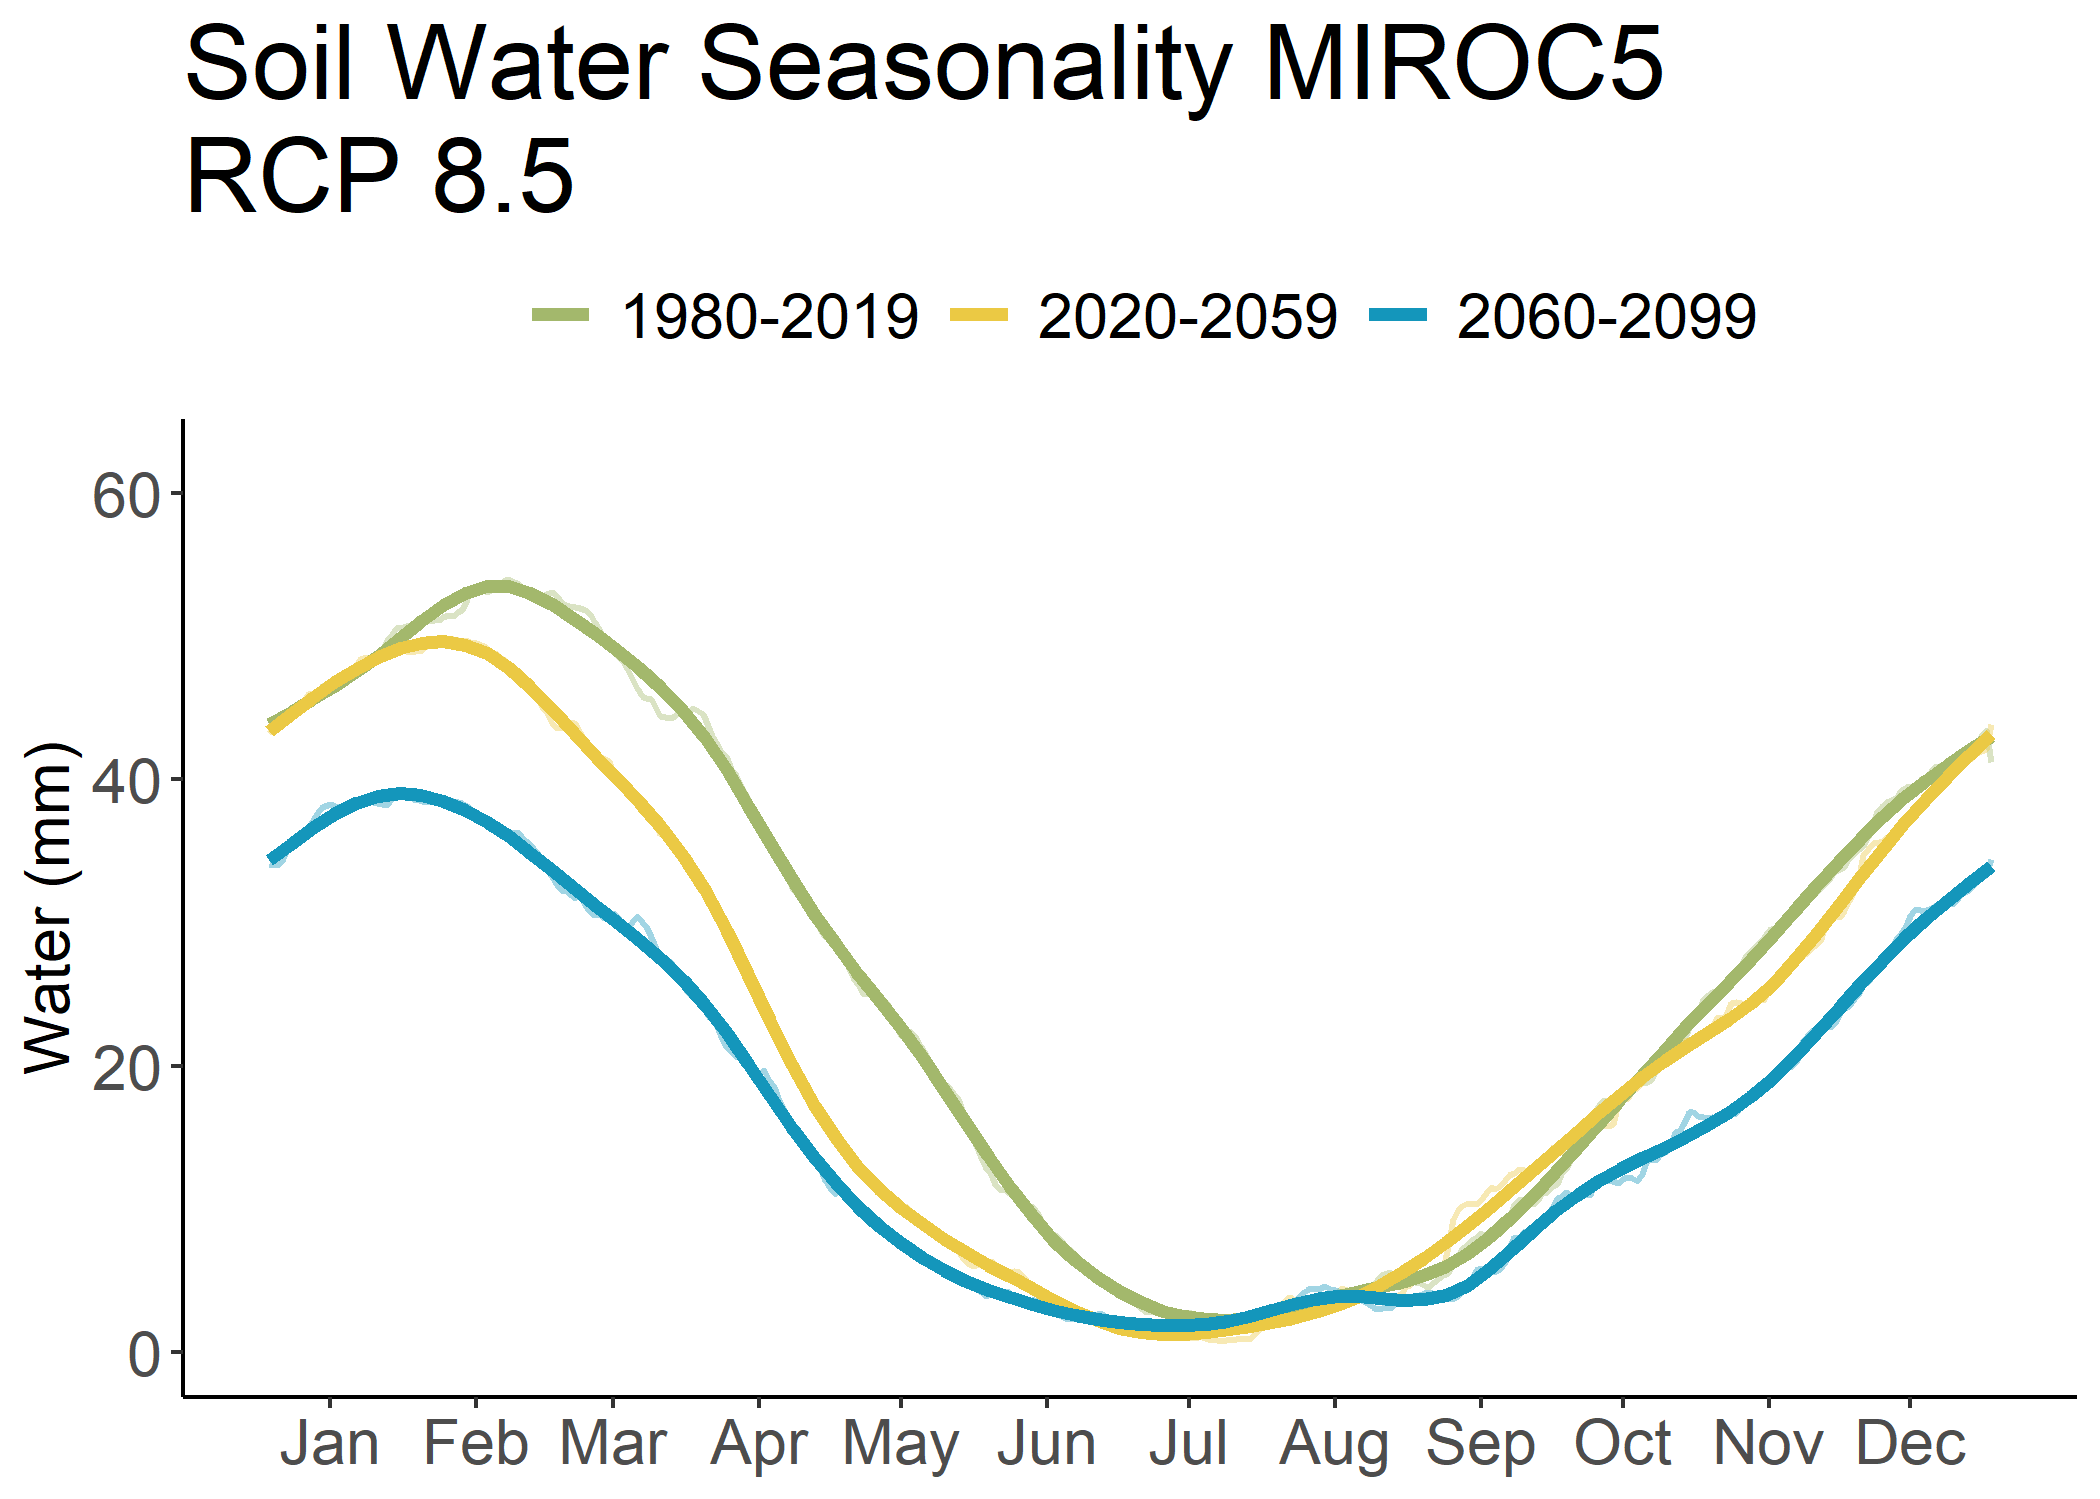 Soil Water Seasonality MIROC5
RCP 8.5
1980-2019 2020-2059 2060-2099
Water (mm)
60
40
20
0
Jan Feb Mar Apr May Jun Jul Aug Sep Oct Nov Dec